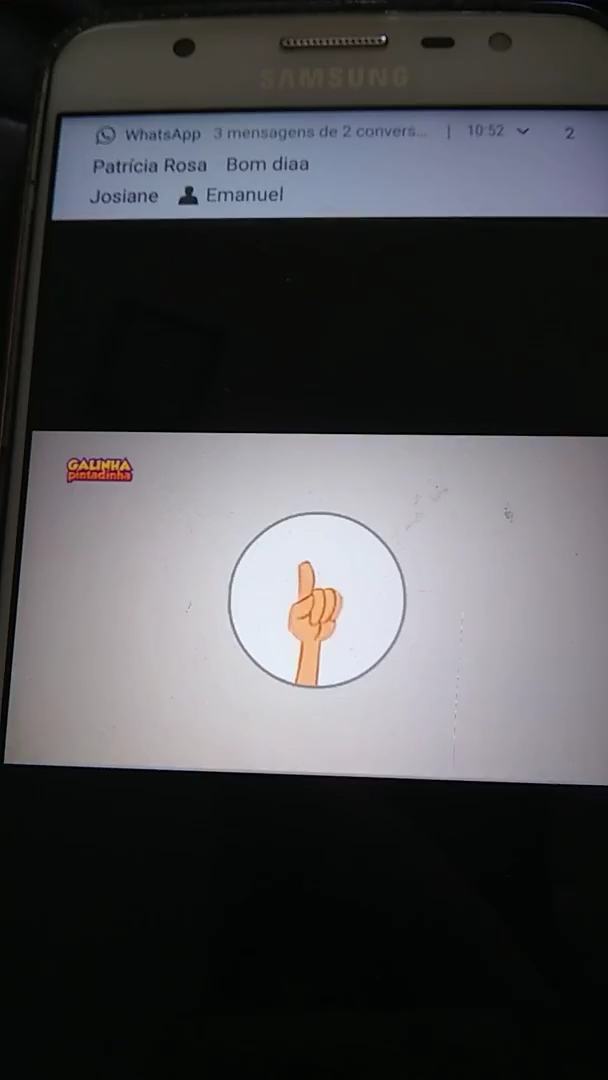 SAMSUNG
WhatsApp 3 mensagens de 2 convers... | 10:52 2
Patrícia Rosa Bom diaa
Josiane Emanuel
GALINHA
pintadinha